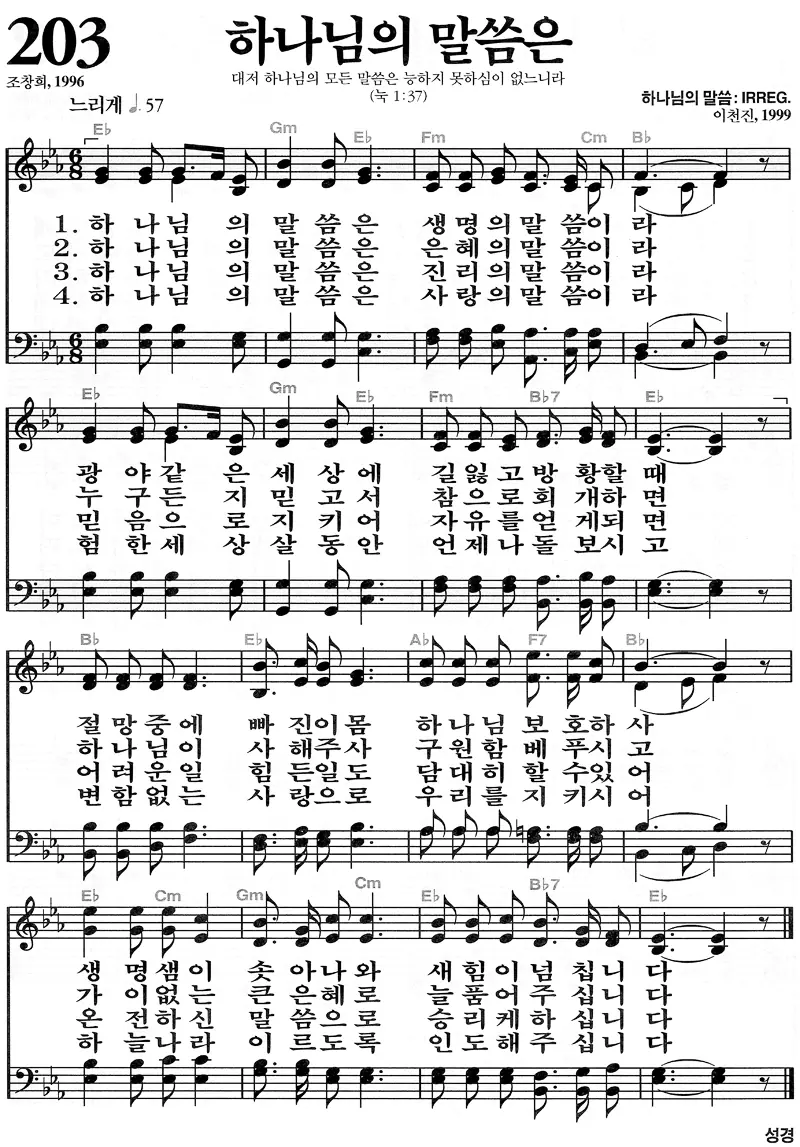 203 하나님의 말씀은
조창희, 1996
대저 하나님의 모든 말씀은 능하지 못하심이 없느니라
(눅 1:37)
느리게 ♩. 57
하나님의 말씀 : IRREG.
이천진, 1999
E♭ Gm E♭ Fm Cm B♭
6/8
1. 하 나 님 의 말 씀 은 생 명 의 말 씀 이 라
2. 하 나 님 의 말 씀 은 은 혜 의 말 씀 이 라
3. 하 나 님 의 말 씀 은 진 리 의 말 씀 이 라
4. 하 나 님 의 말 씀 은 사 랑 의 말 씀 이 라
6/8
E♭ Gm E♭ Fm B♭7 E♭
광 야 같 은 세 상 에 길 잃 고 방 황 할 때
누 구 든 지 믿 고 서 참 으 로 회 개 하 면
믿 음 으 로 지 키 어 자 유 를 얻 게 되 면
험 한 세 상 살 동 안 언 제 나 돌 보 시 고
B♭ E♭ A♭ F7 B♭
절 망 중 에 빠 진 이 몸 하 나 님 보 호 하 사
하 나 님 이 사 해 주 사 구 원 함 베 푸 시 고
어 려 운 일 힘 든 일 도 담 대 히 할 수 있 어
변 함 없 는 사 랑 으 로 우 리 를 지 키 시 어
E♭ Cm Gm Cm E♭ B♭7 E♭
생 명 샘 이 솟 아 나 와 새 힘 이 넘 칩 니 다
가 이 없 는 큰 은 혜 로 늘 품 어 주 십 니 다
온 전 하 신 말 씀 으 로 승 리 케 하 십 니 다
하 늘 나 라 이 르 도 록 인 도 해 주 십 니 다
성경